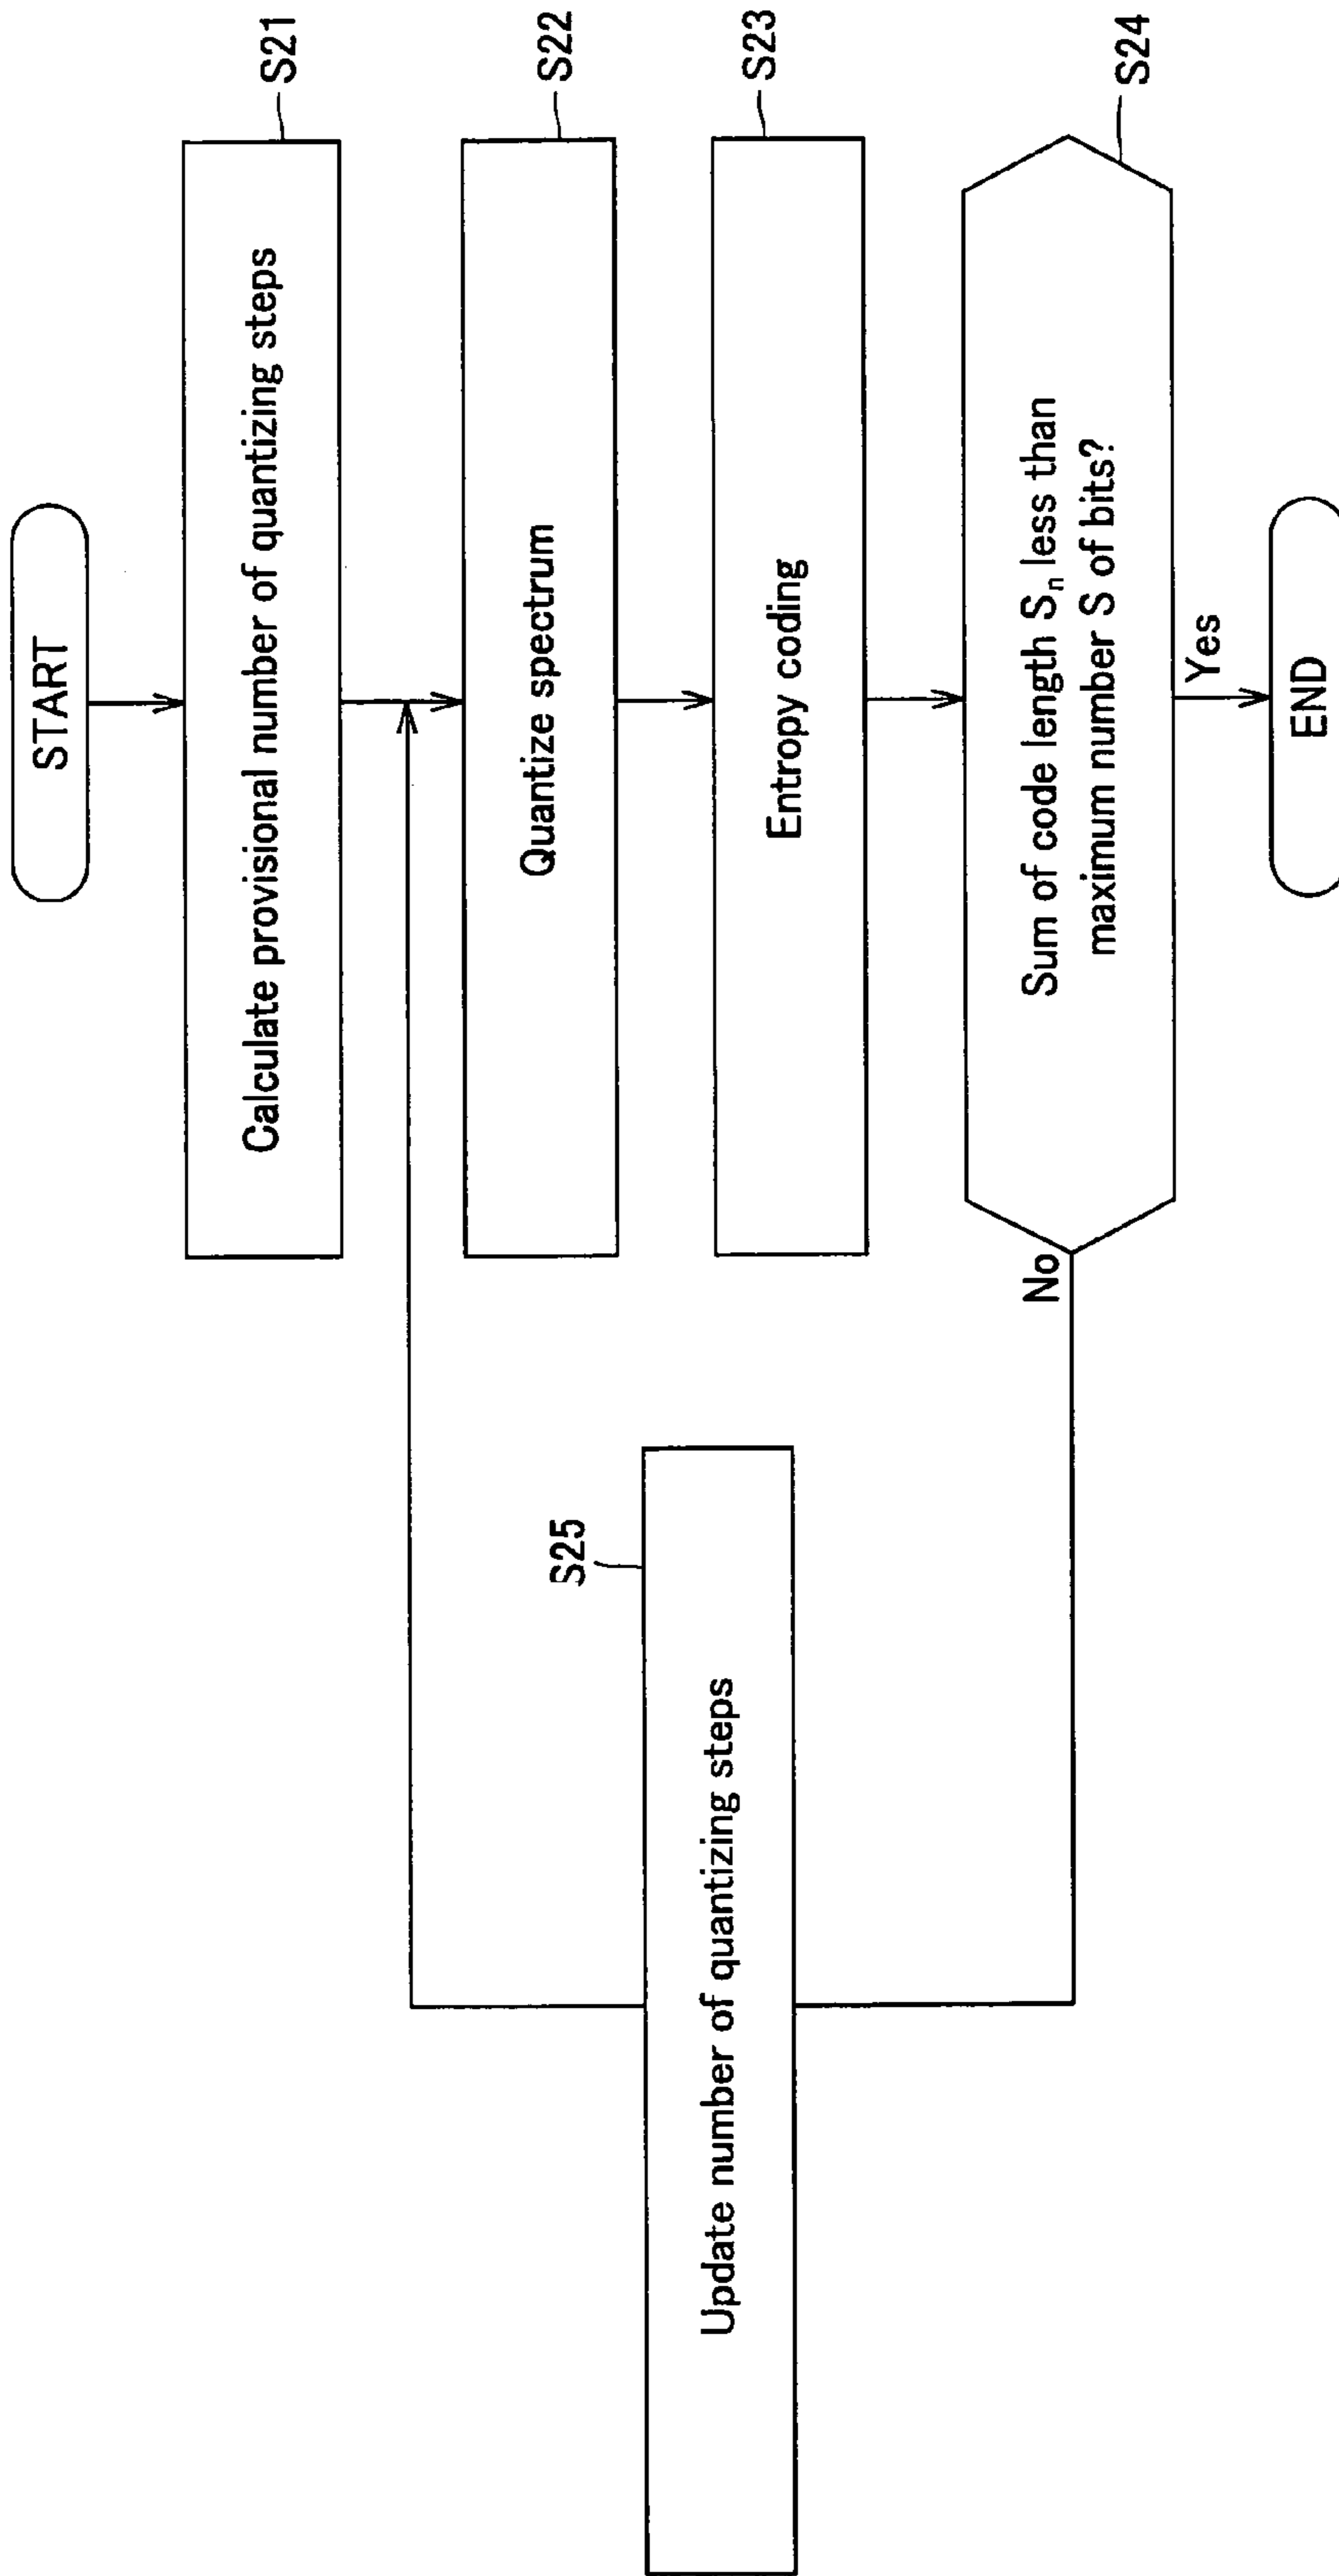 START
Calculate provisional number of quantizing steps
S21
Quantize spectrum
S22
Entropy coding
S23
Sum of code length Sₙ less than
maximum number S of bits?
S24
No
Yes
S25
Update number of quantizing steps
END